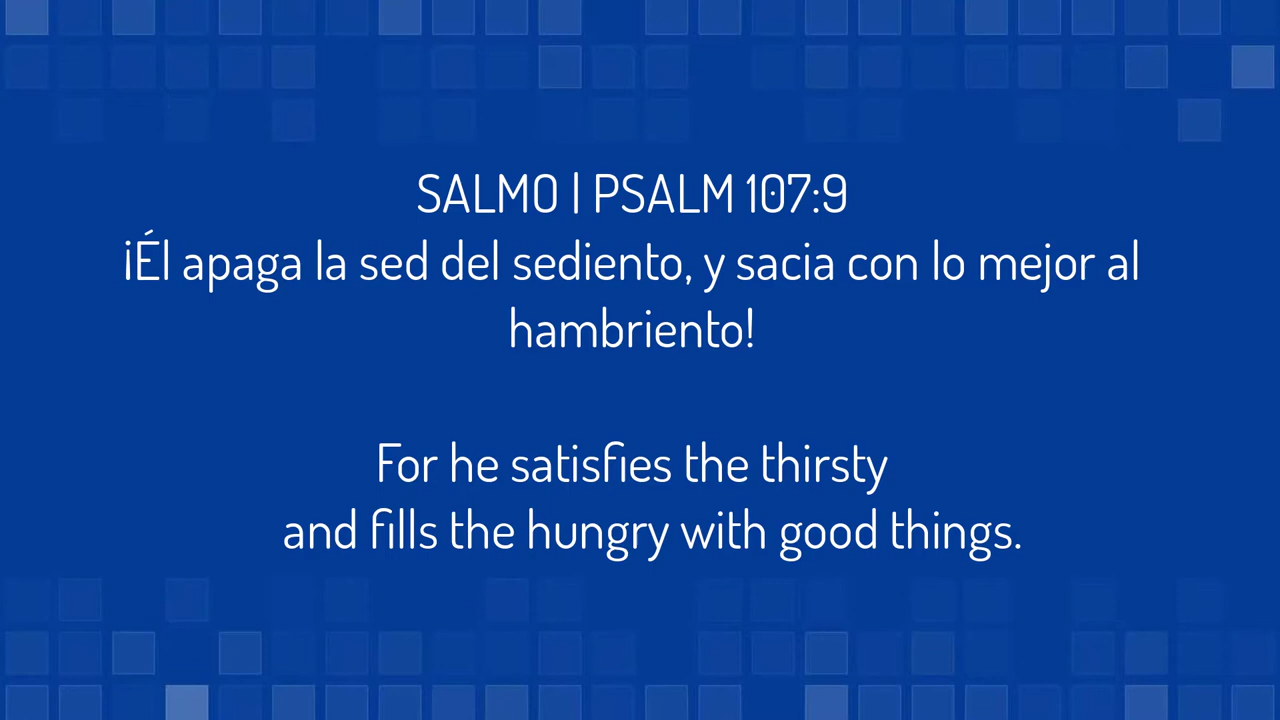 SALMO | PSALM 107:9
¡Él apaga la sed del sediento, y sacia con lo mejor al
hambriento!
For he satisfies the thirsty
and fills the hungry with good things.